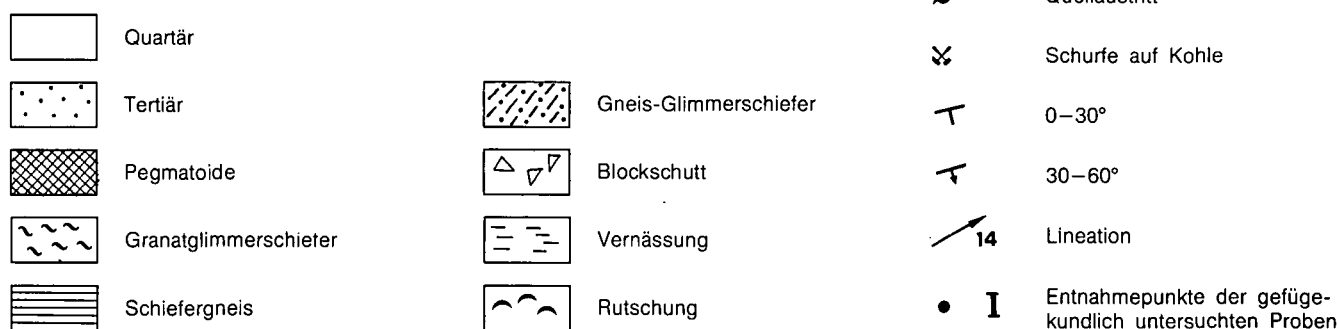 Quartär
Tertiär
Pegmatoide
Granatglimmerschiefer
Schiefergneis
Gneis-Glimmerschiefer
Blockschutt
Vernässung
Rutschung
Quellaustritt
Schurfe auf Kohle
0–30°
30–60°
14 Lineation
I Entnahmepunkte der gefüge-
kundlich untersuchten Proben